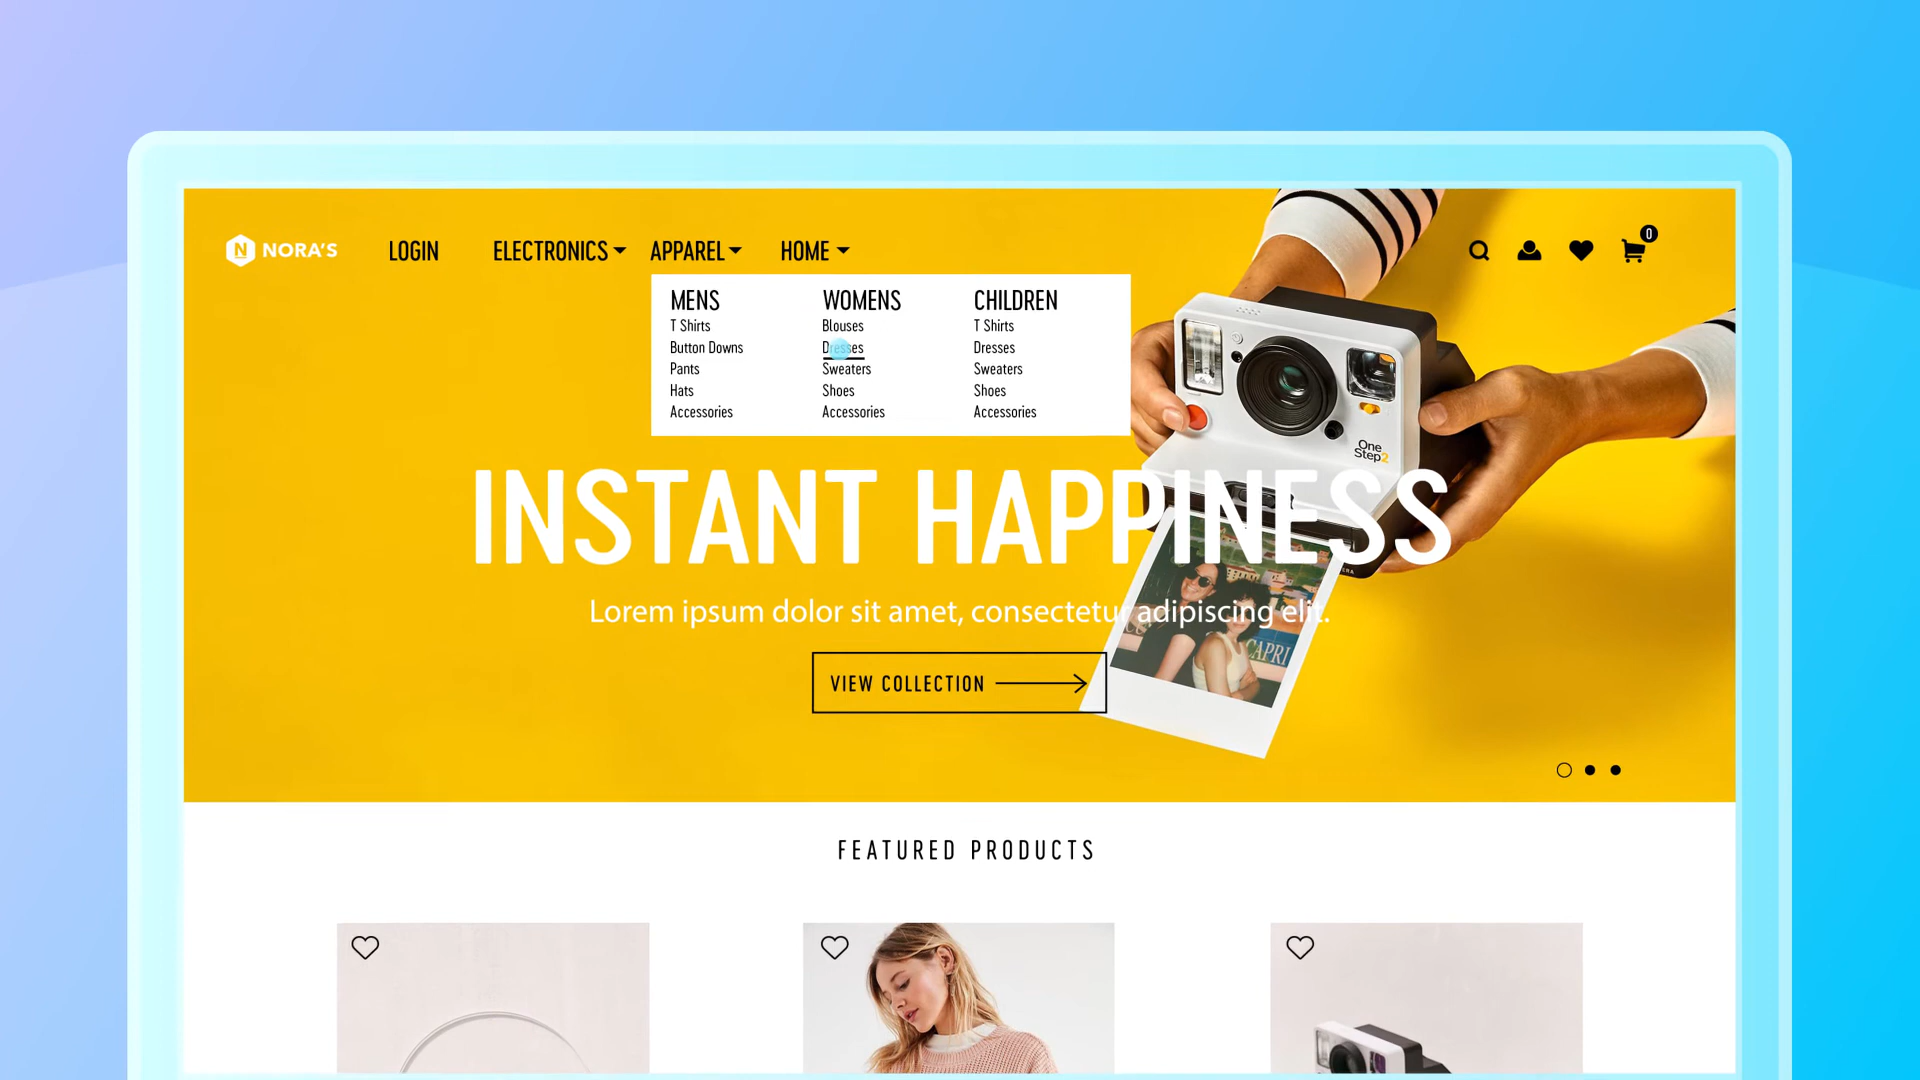 N NORA'S LOGIN ELECTRONICS APPAREL HOME 0
MENS WOMENS CHILDREN
T Shirts Blouses T Shirts
Button Downs Dresses Dresses
Pants Sweaters Sweaters
Hats Shoes Shoes
Accessories Accessories Accessories
One
Step2
INSTANT HAPPINESS
Lorem ipsum dolor sit amet, consectetur adipiscing elit.
CAPRI
VIEW COLLECTION
FEATURED PRODUCTS